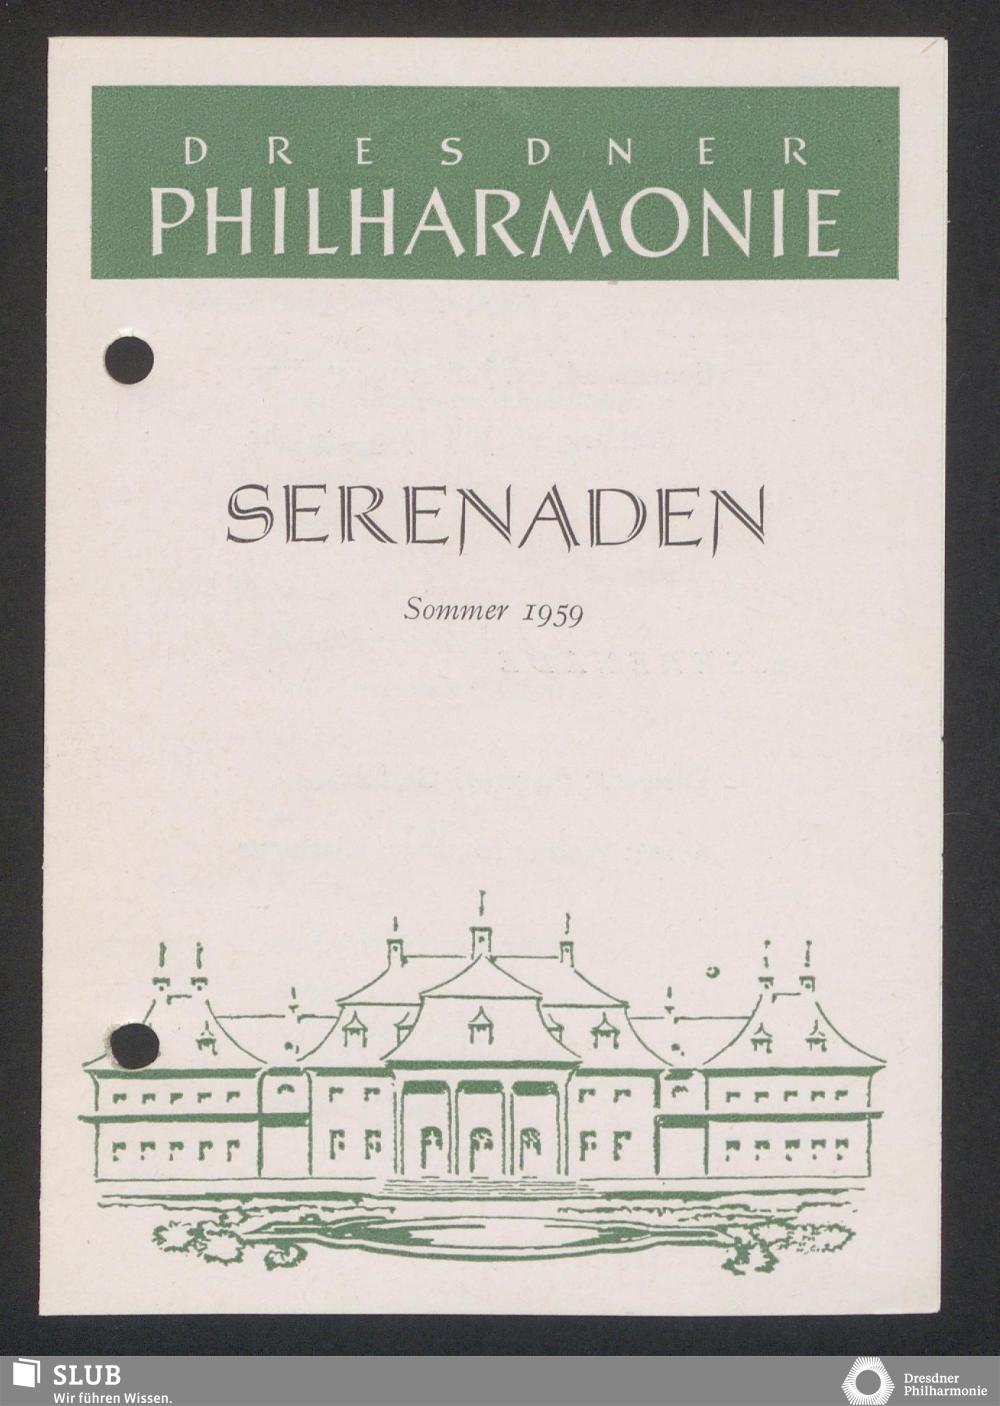 DRESDNER
PHILHARMONIE
SERENADEN
Sommer 1959
SLUB
Wir führen Wissen.
Dresdner
Philharmonie